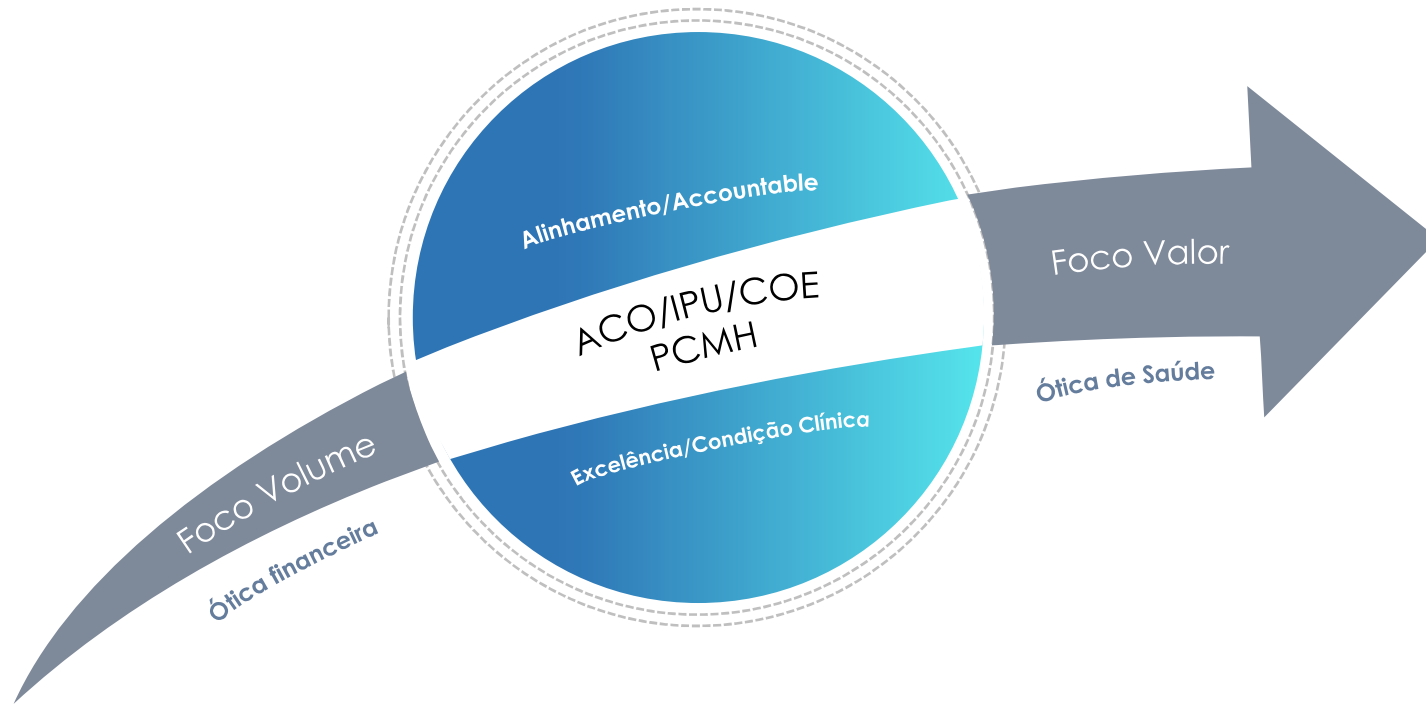 Alinhamento/Accountable
ACO/IPU/COE
PCMH
Excelência/Condição Clínica
Foco Volume
Ótica financeira
Foco Valor
Ótica de Saúde